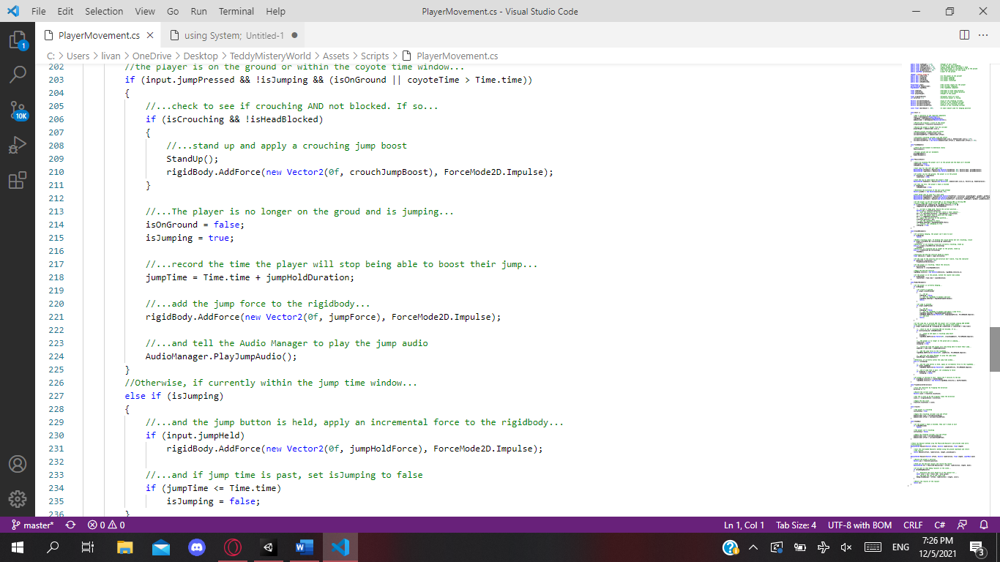 File Edit Selection View Go Run Terminal Help PlayerMovement.cs - Visual Studio Code
PlayerMovement.cs using System; Untitled-1
C: > Users > livan > OneDrive > Desktop > TeddyMisteryWorld > Assets > Scripts > PlayerMovement.cs
202 //the player is on the ground or within the coyote time window...
203 if (input.jumpPressed && !isJumping && (isOnGround || coyoteTime > Time.time))
204 {
205 //...check to see if crouching AND not blocked. If so...
206 if (isCrouching && !isHeadBlocked)
207 {
208 //...stand up and apply a crouching jump boost
209 StandUp();
210 rigidBody.AddForce(new Vector2(0f, crouchJumpBoost), ForceMode2D.Impulse);
211 }
212
213 //...The player is no longer on the groud and is jumping...
214 isOnGround = false;
215 isJumping = true;
216
217 //...record the time the player will stop being able to boost their jump...
218 jumpTime = Time.time + jumpHoldDuration;
219
220 //...add the jump force to the rigidbody...
221 rigidBody.AddForce(new Vector2(0f, jumpForce), ForceMode2D.Impulse);
222
223 //...and tell the Audio Manager to play the jump audio
224 AudioManager.PlayJumpAudio();
225 }
226 //Otherwise, if currently within the jump time window...
227 else if (isJumping)
228 {
229 //...and the jump button is held, apply an incremental force to the rigidbody...
230 if (input.jumpHeld)
231 rigidBody.AddForce(new Vector2(0f, jumpHoldForce), ForceMode2D.Impulse);
232
233 //...and if jump time is past, set isJumping to false
234 if (jumpTime <= Time.time)
235 isJumping = false;
236 }
1
10K
master* 0 0 Ln 1, Col 1 Tab Size: 4 UTF-8 with BOM CRLF C#
ENG 7:26 PM
12/5/2021
3